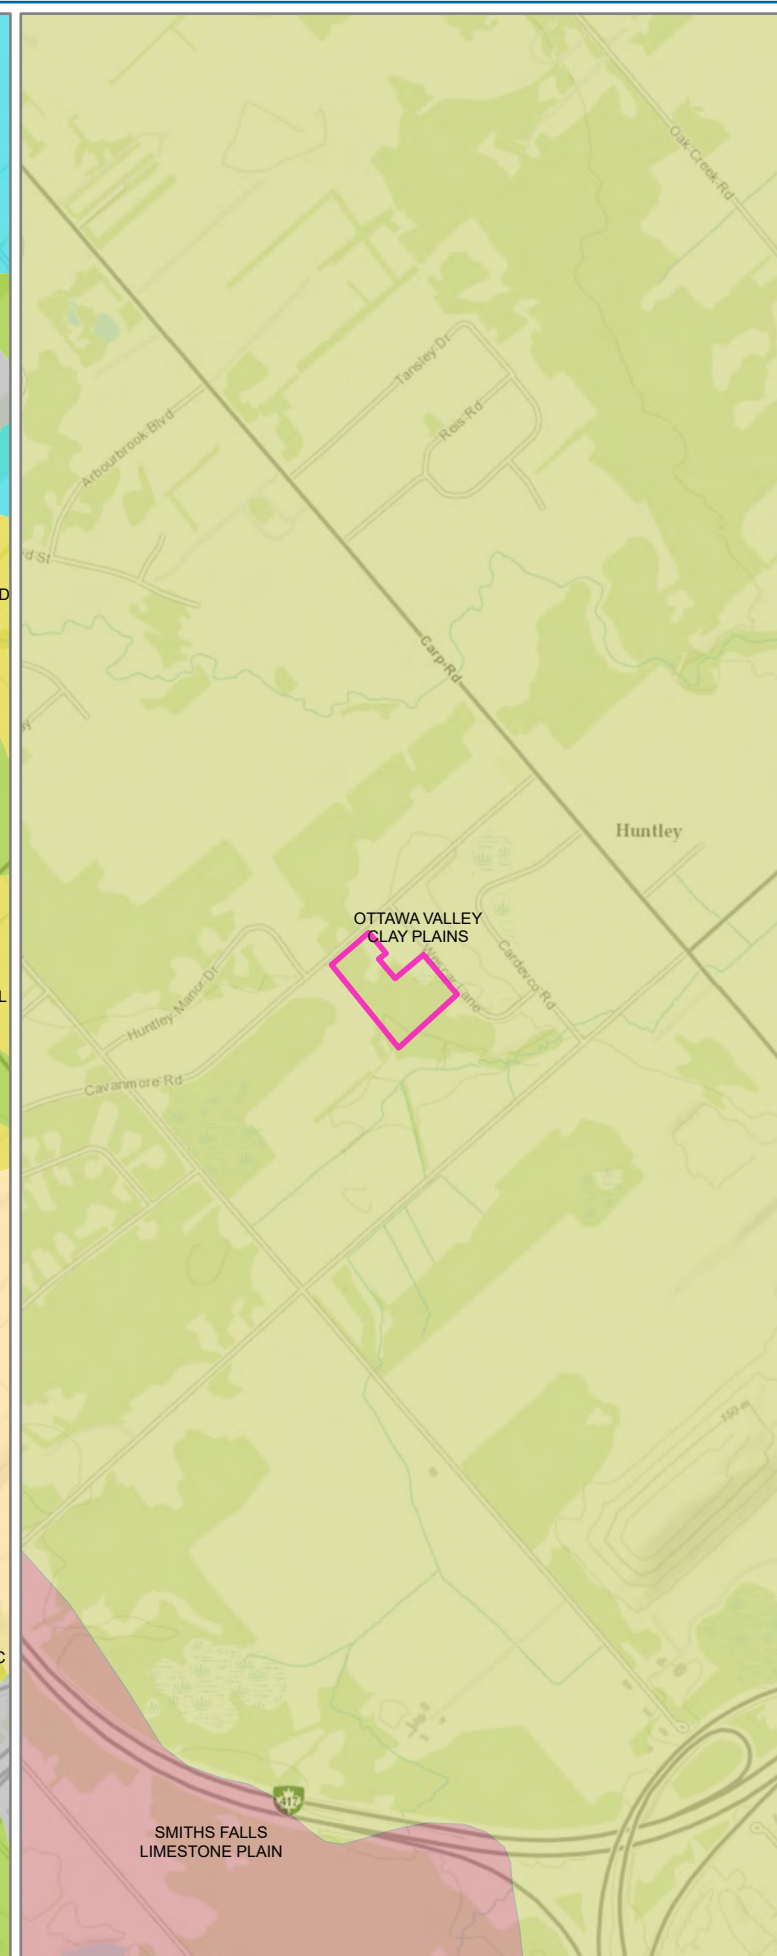 Oak Creek Rd
Tansley Dr
Reis Rd
Arbourbrook Blvd
d St
D
Carp Rd
Huntley
OTTAWA VALLEY
CLAY PLAINS
Cardevco Rd
Lane
Huntley Manor Dr
L
Cavanmore Rd
150 m
C
417
SMITHS FALLS
LIMESTONE PLAIN